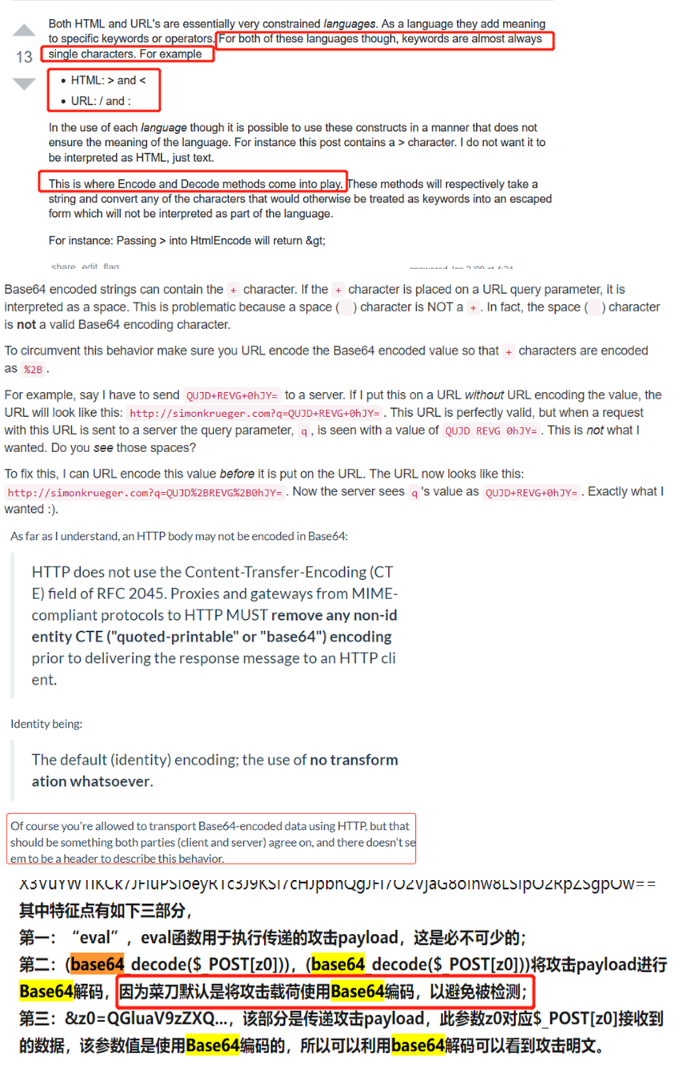 Both HTML and URL's are essentially very constrained languages. As a language they add meaning
to specific keywords or operators. For both of these languages though, keywords are almost always
13
single characters. For example
• HTML: > and <
• URL: / and :
In the use of each language though it is possible to use these constructs in a manner that does not
ensure the meaning of the language. For instance this post contains a > character. I do not want it to
be interpreted as HTML, just text.
This is where Encode and Decode methods come into play. These methods will respectively take a
string and convert any of the characters that would otherwise be treated as keywords into an escaped
form which will not be interpreted as part of the language.
For instance: Passing > into HtmlEncode will return &gt;
share edit flag
Base64 encoded strings can contain the + character. If the + character is placed on a URL query parameter, it is
interpreted as a space. This is problematic because a space ( ) character is NOT a +. In fact, the space ( ) character
is not a valid Base64 encoding character.
To circumvent this behavior make sure you URL encode the Base64 encoded value so that + characters are encoded
as %2B.
For example, say I have to send QUJD+REVG+0hJY= to a server. If I put this on a URL without URL encoding the value, the
URL will look like this: http://simonkrueger.com?q=QUJD+REVG+0hJY=. This URL is perfectly valid, but when a request
with this URL is sent to a server the query parameter, q, is seen with a value of QUJD REVG 0hJY=. This is not what I
wanted. Do you see those spaces?
To fix this, I can URL encode this value before it is put on the URL. The URL now looks like this:
http://simonkrueger.com?q=QUJD%2BREVG%2B0hJY=. Now the server sees q's value as QUJD+REVG+0hJY=. Exactly what I
wanted :).
As far as I understand, an HTTP body may not be encoded in Base64:
HTTP does not use the Content-Transfer-Encoding (CT
E) field of RFC 2045. Proxies and gateways from MIME-
compliant protocols to HTTP MUST remove any non-id
entity CTE ("quoted-printable" or "base64") encoding
prior to delivering the response message to an HTTP cli
ent.
Identity being:
The default (identity) encoding; the use of no transform
ation whatsoever.
Of course you're allowed to transport Base64-encoded data using HTTP, but that
should be something both parties (client and server) agree on, and there doesn't se
em to be a header to describe this behavior.
其中特征点有如下三部分，
第一：“eval”，eval函数用于执行传递的攻击payload，这是必不可少的；
第二：(base64_decode($_POST[z0]))，(base64_decode($_POST[z0]))将攻击payload进行
Base64解码，因为菜刀默认是将攻击载荷使用Base64编码，以避免被检测；
第三：&z0=QGluaV9zZXQ...，该部分是传递攻击payload，此参数z0对应$_POST[z0]接收到
的数据，该参数值是使用Base64编码的，所以可以利用base64解码可以看到攻击明文。